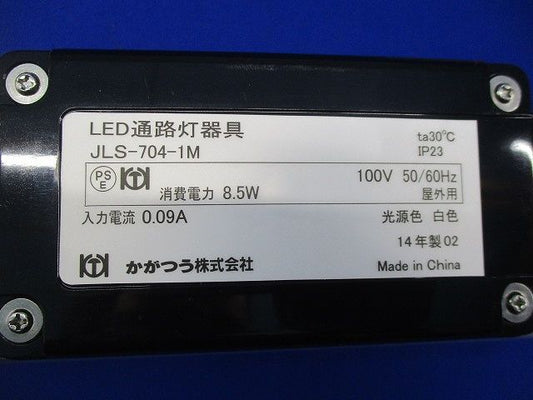 LED通路灯器具
ta30℃
JLS-704-1M
IP23
PS E
100V 50/60Hz
消費電力 8.5W
屋外用
入力電流 0.09A
光源色 白色
14年製02
かがつう株式会社
Made in China